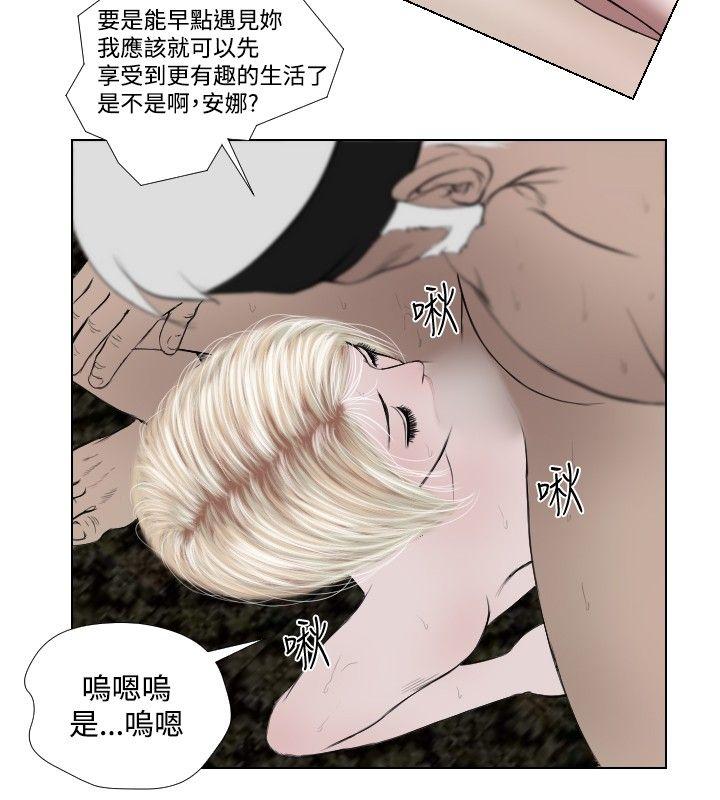 要是能早點遇見妳
我應該就可以先
享受到更有趣的生活了
是不是啊，安娜?
啾
啾
啾
嗚嗯嗚
是...嗚嗯